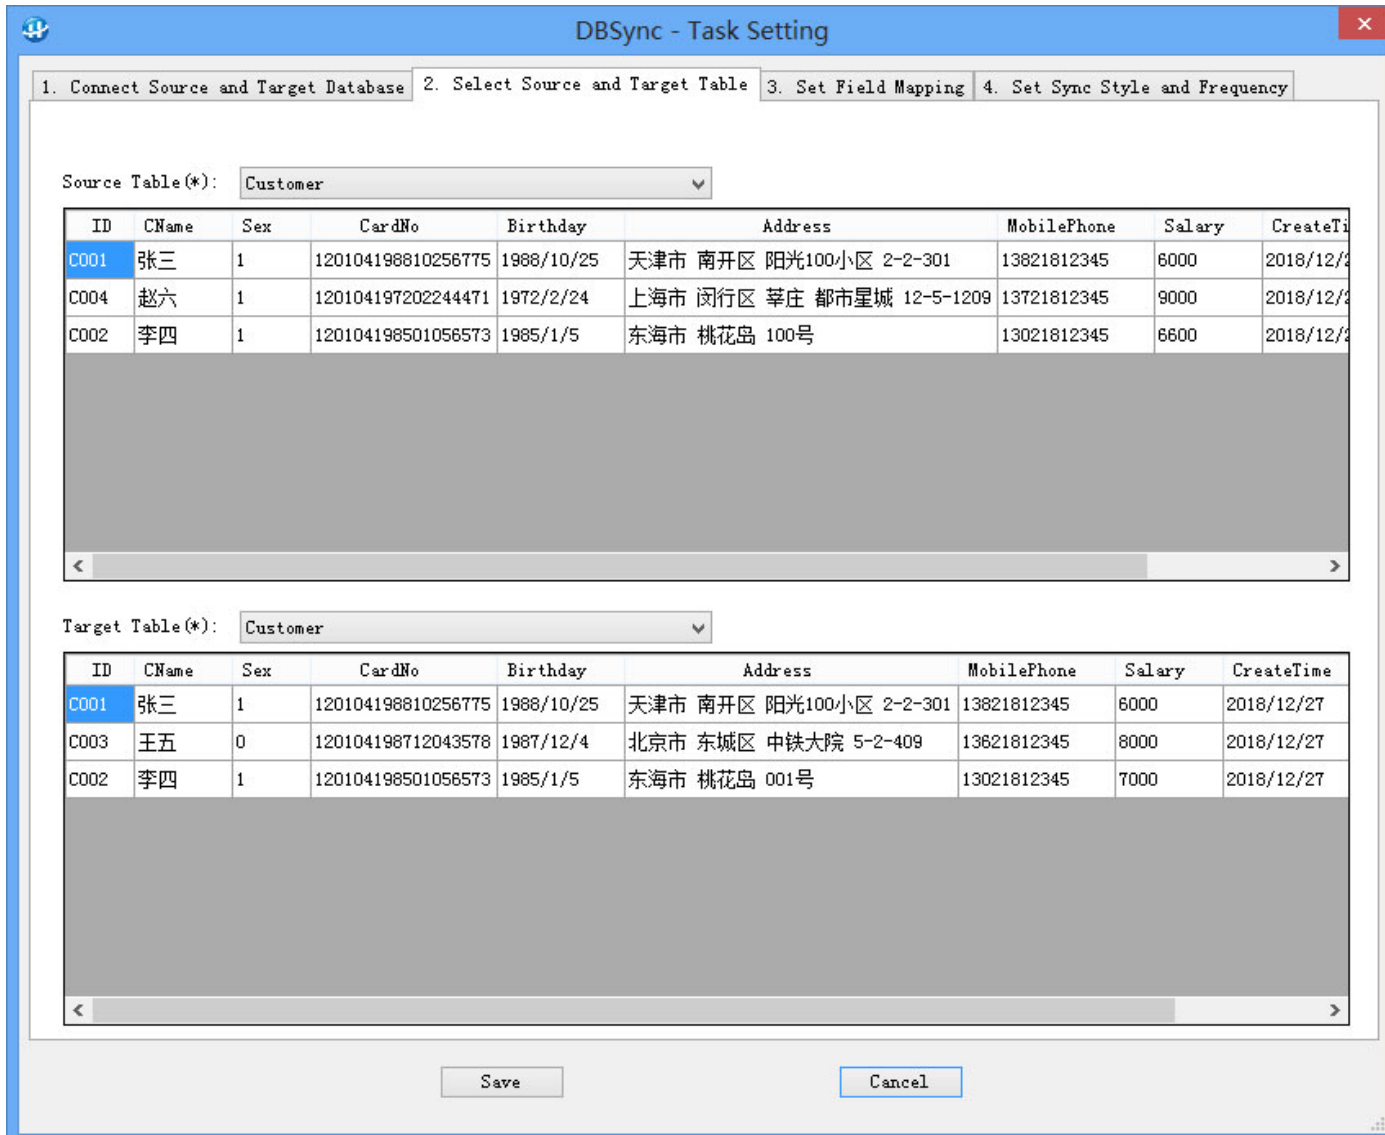 DBSync - Task Setting
1. Connect Source and Target Database 2. Select Source and Target Table 3. Set Field Mapping 4. Set Sync Style and Frequency
Source Table(*): Customer
ID CName Sex CardNo Birthday Address MobilePhone Salary CreateTi
C001 张三 1 120104198810256775 1988/10/25 天津市 南开区 阳光100小区 2-2-301 13821812345 6000 2018/12/2
C004 赵六 1 120104197202244471 1972/2/24 上海市 闵行区 莘庄 都市星城 12-5-1209 13721812345 9000 2018/12/2
C002 李四 1 120104198501056573 1985/1/5 东海市 桃花岛 100号 13021812345 6600 2018/12/2
Target Table(*): Customer
ID CName Sex CardNo Birthday Address MobilePhone Salary CreateTime
C001 张三 1 120104198810256775 1988/10/25 天津市 南开区 阳光100小区 2-2-301 13821812345 6000 2018/12/27
C003 王五 0 120104198712043578 1987/12/4 北京市 东城区 中铁大院 5-2-409 13621812345 8000 2018/12/27
C002 李四 1 120104198501056573 1985/1/5 东海市 桃花岛 001号 13021812345 7000 2018/12/27
Save Cancel